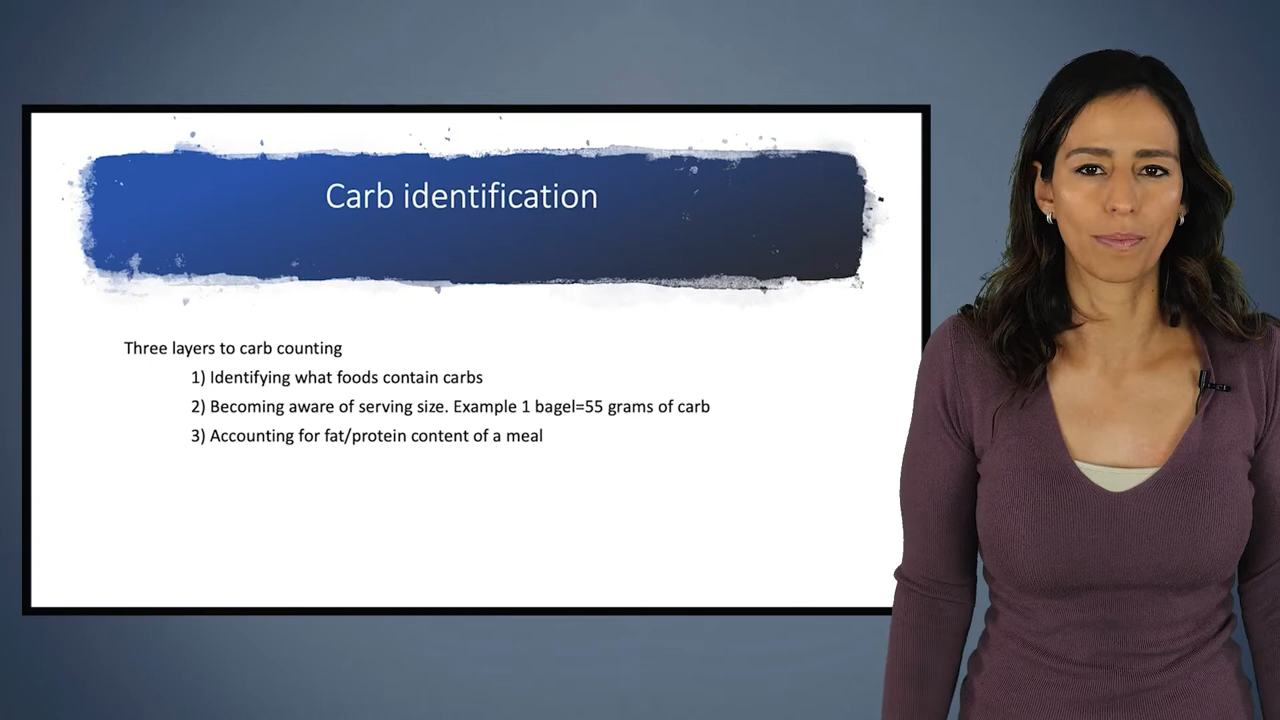 Carb identification
Three layers to carb counting
1) Identifying what foods contain carbs
2) Becoming aware of serving size. Example 1 bagel=55 grams of carb
3) Accounting for fat/protein content of a meal